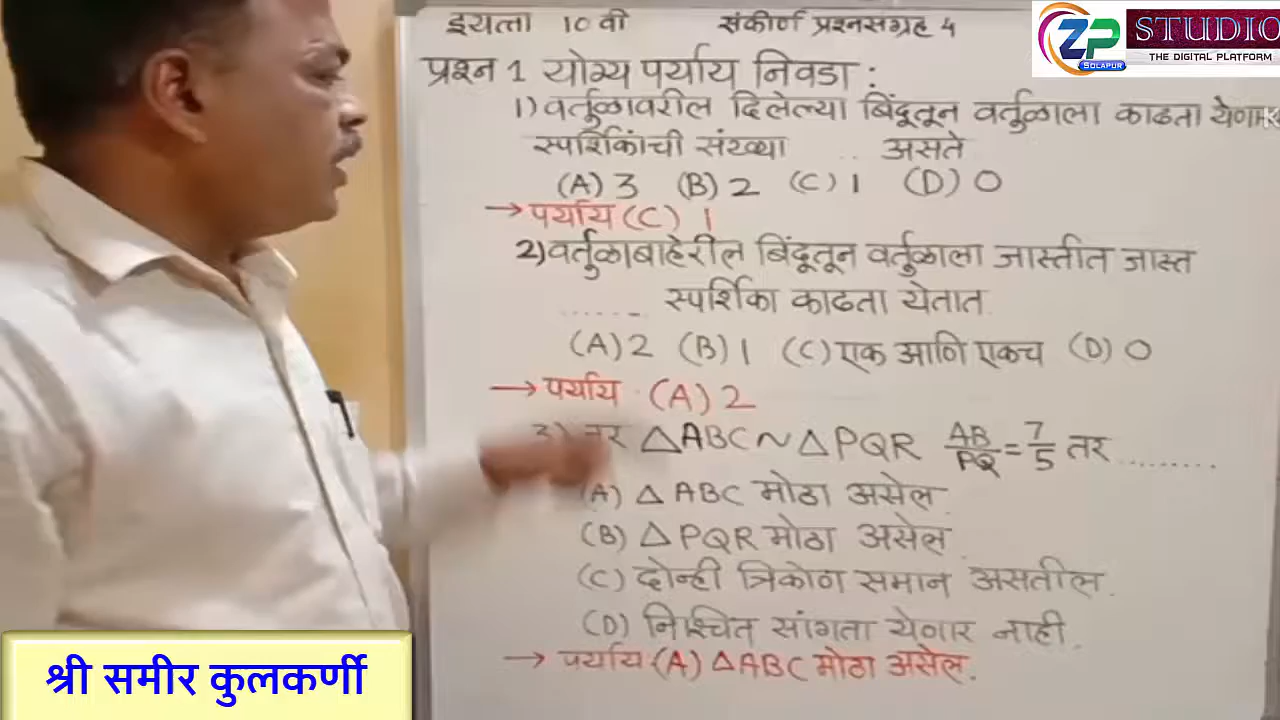 इयत्ता 10 वी संकीर्ण प्रश्नसंग्रह 4
प्रश्न 1 योग्य पर्याय निवडा :
1) वर्तुळावरील दिलेल्या बिंदूतून वर्तुळाला काढता येणा
स्पर्शिकांची संख्या .. असते
(A) 3 (B) 2 (C) 1 (D) 0
→ पर्याय (C) 1
2) वर्तुळाबाहेरील बिंदूतून वर्तुळाला जास्तीत जास्त
....... स्पर्शिका काढता येतात.
(A) 2 (B) 1 (C) एक आणि एकच (D) 0
→ पर्याय (A) 2
3) जर △ABC ~ △PQR AB/PQ = 7/5 तर .........
(A) △ ABC मोठा असेल.
(B) △ PQR मोठा असेल.
(C) दोन्ही त्रिकोण समान असतील.
(D) निश्चित सांगता येणार नाही.
→ पर्याय (A) △ABC मोठा असेल.
ZP STUDIO
SOLAPUR THE DIGITAL PLATFORM
श्री समीर कुलकर्णी